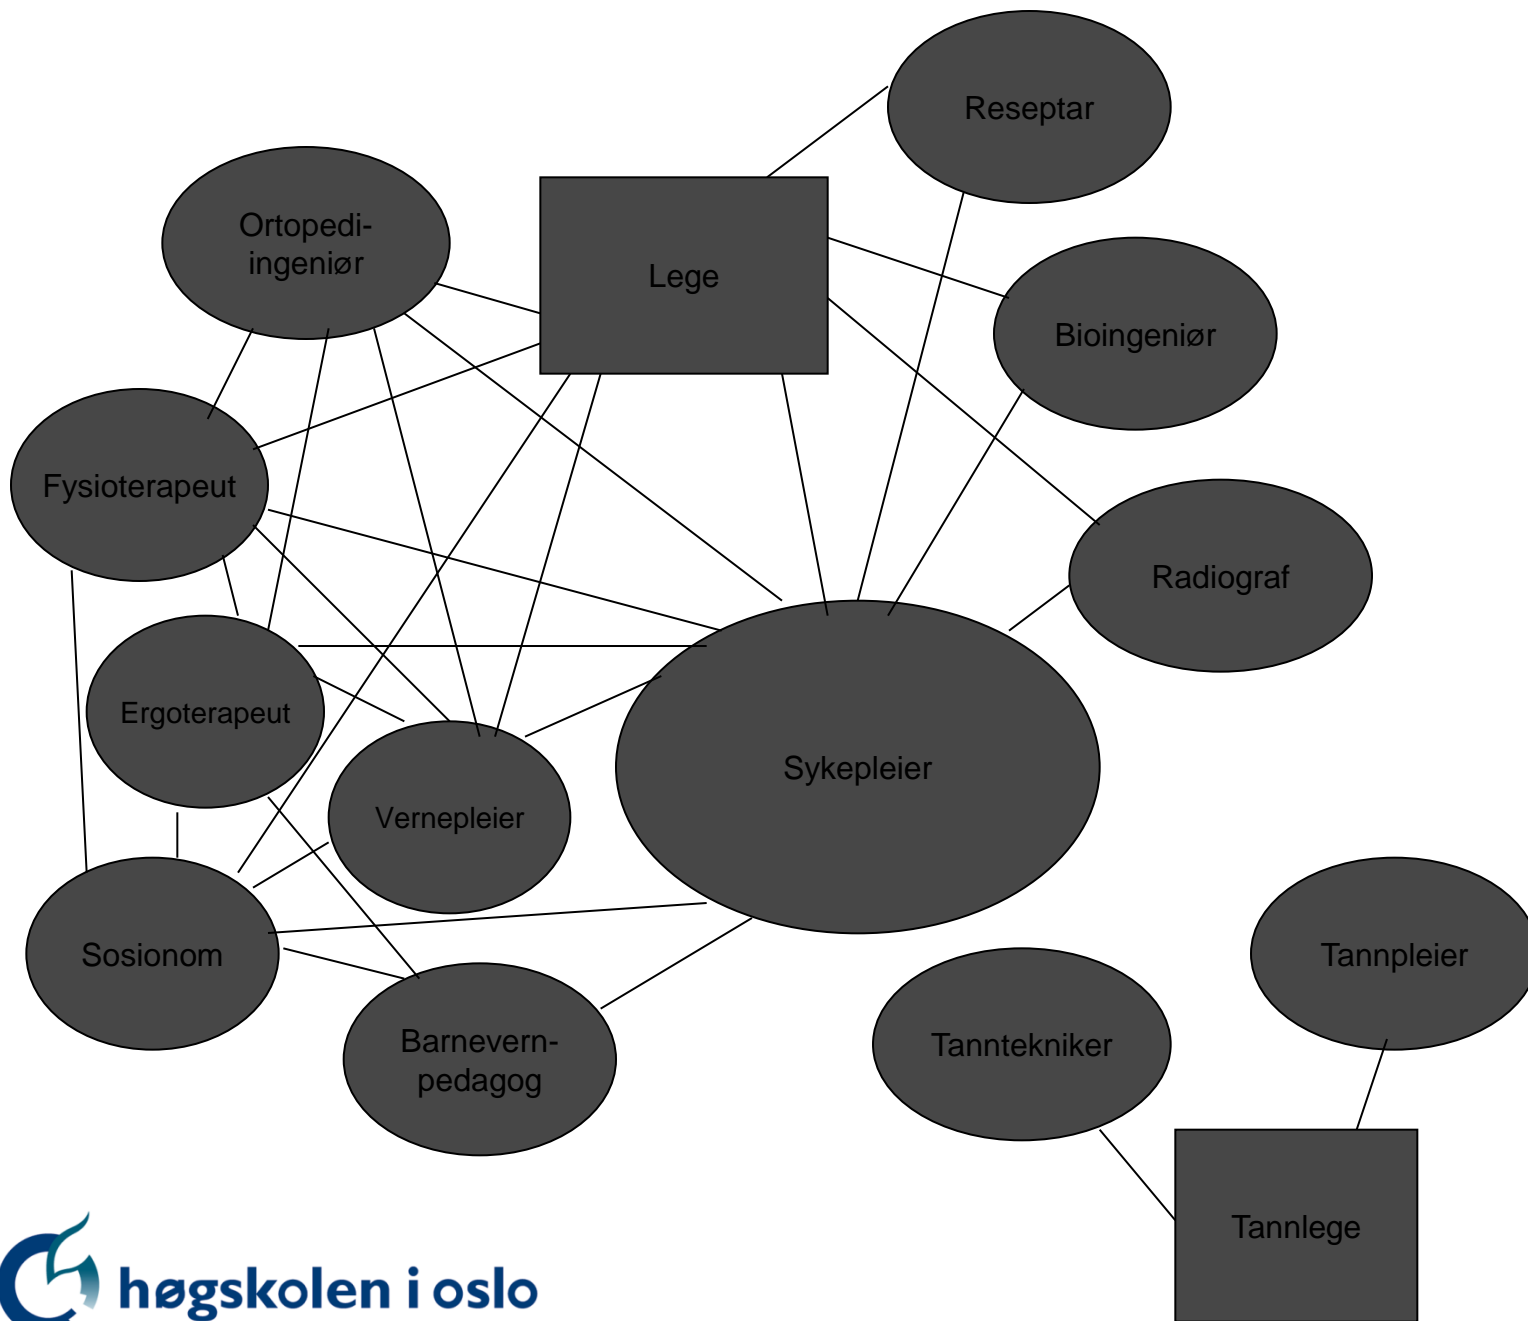 Reseptar
Ortopedi-
ingeniør
Lege
Bioingeniør
Fysioterapeut
Radiograf
Ergoterapeut
Sykepleier
Vernepleier
Sosionom
Tannpleier
Barnevern-
pedagog
Tanntekniker
Tannlege
høgskolen i oslo